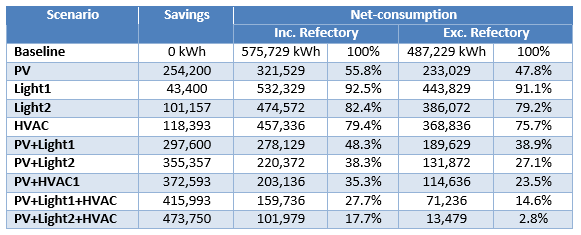 Scenario Savings Net-consumption
Inc. Refectory Exc. Refectory
Baseline 0 kWh 575,729 kWh 100% 487,229 kWh 100%
PV 254,200 321,529 55.8% 233,029 47.8%
Light1 43,400 532,329 92.5% 443,829 91.1%
Light2 101,157 474,572 82.4% 386,072 79.2%
HVAC 118,393 457,336 79.4% 368,836 75.7%
PV+Light1 297,600 278,129 48.3% 189,629 38.9%
PV+Light2 355,357 220,372 38.3% 131,872 27.1%
PV+HVAC1 372,593 203,136 35.3% 114,636 23.5%
PV+Light1+HVAC 415,993 159,736 27.7% 71,236 14.6%
PV+Light2+HVAC 473,750 101,979 17.7% 13,479 2.8%